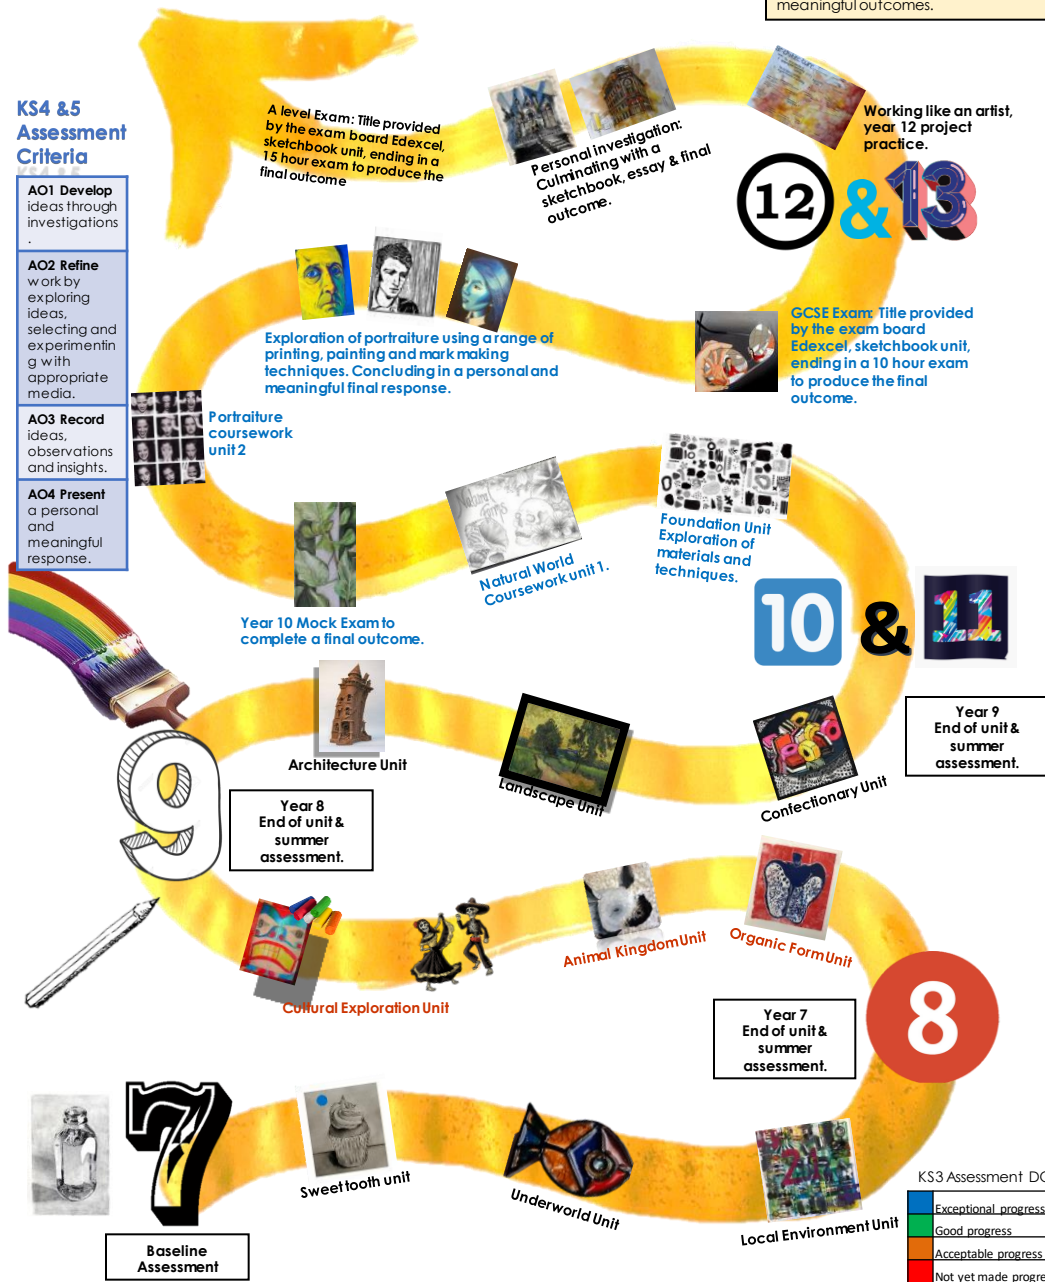 meaningful outcomes.
KS4 &5
Assessment
Criteria
AO1 Develop
ideas through
investigations
.
AO2 Refine
work by
exploring
ideas,
selecting and
experimentin
g with
appropriate
media.
AO3 Record
ideas,
observations
and insights.
AO4 Present
a personal
and
meaningful
response.
A level Exam: Title provided
by the exam board Edexcel,
sketchbook unit, ending in a
15 hour exam to produce the
final outcome
Personal investigation:
Culminating with a
sketchbook, essay & final
outcome.
Working like an artist,
year 12 project
practice.
12 & 13
Exploration of portraiture using a range of
printing, painting and mark making
techniques. Concluding in a personal and
meaningful final response.
GCSE Exam: Title provided
by the exam board
Edexcel, sketchbook unit,
ending in a 10 hour exam
to produce the final
outcome.
Portraiture
coursework
unit 2
Year 10 Mock Exam to
complete a final outcome.
Natural World
Coursework unit 1.
Foundation Unit
Exploration of
materials and
techniques.
10 & 11
Year 9
End of unit &
summer
assessment.
Architecture Unit
Landscape Unit
Confectionary Unit
9
Year 8
End of unit &
summer
assessment.
Cultural Exploration Unit
Animal Kingdom Unit
Organic Form Unit
8
Year 7
End of unit &
summer
assessment.
7
Sweet tooth unit
Underworld Unit
21
Local Environment Unit
Baseline
Assessment
KS3 Assessment
Exceptional progress
Good progress
Acceptable progress
Not yet made